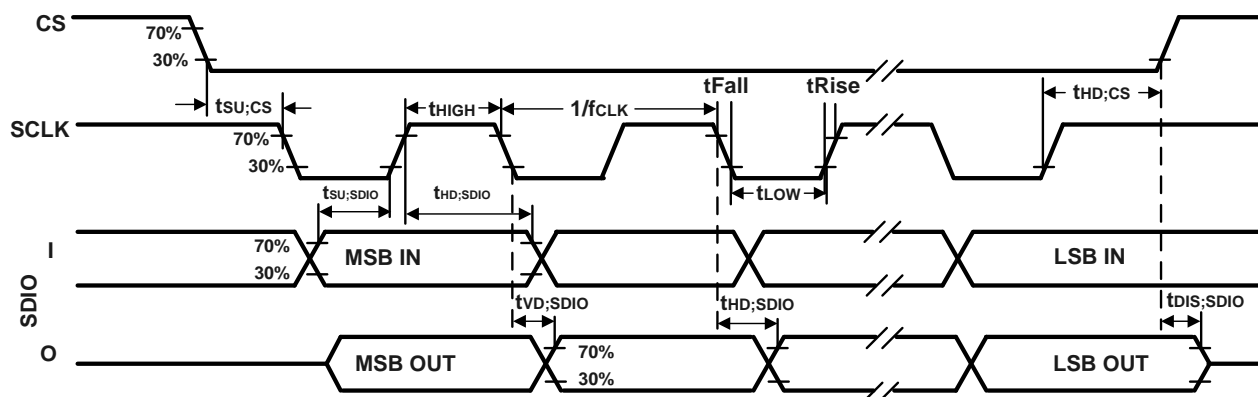 CS
70%
30%
tSU;CS
tHIGH
1/fCLK
tFall
tRise
tHD;CS
SCLK
70%
30%
tSU;SDIO
tHD;SDIO
tLOW
SDIO
I
70%
30%
MSB IN
LSB IN
tVD;SDIO
tHD;SDIO
tDIS;SDIO
O
MSB OUT
70%
30%
LSB OUT